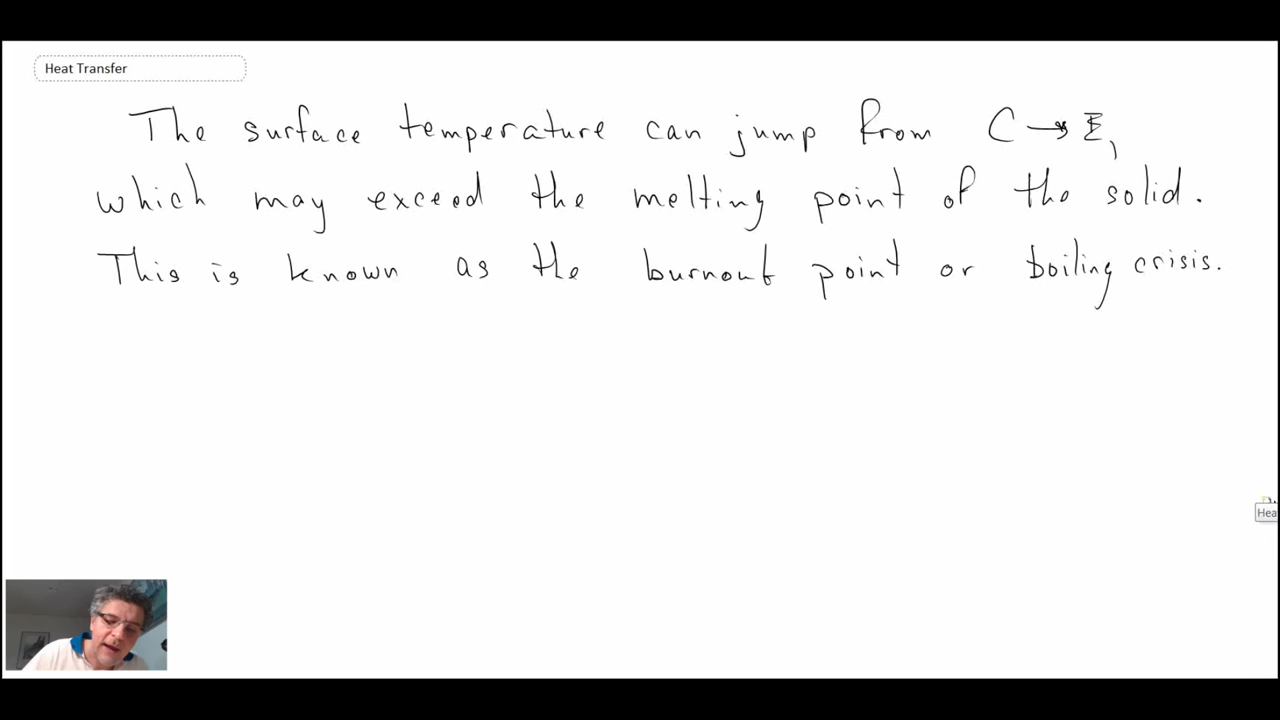 Heat Transfer
The surface temperature can jump from C → E,
which may exceed the melting point of the solid.
This is known as the burnout point or boiling crisis.
Hea